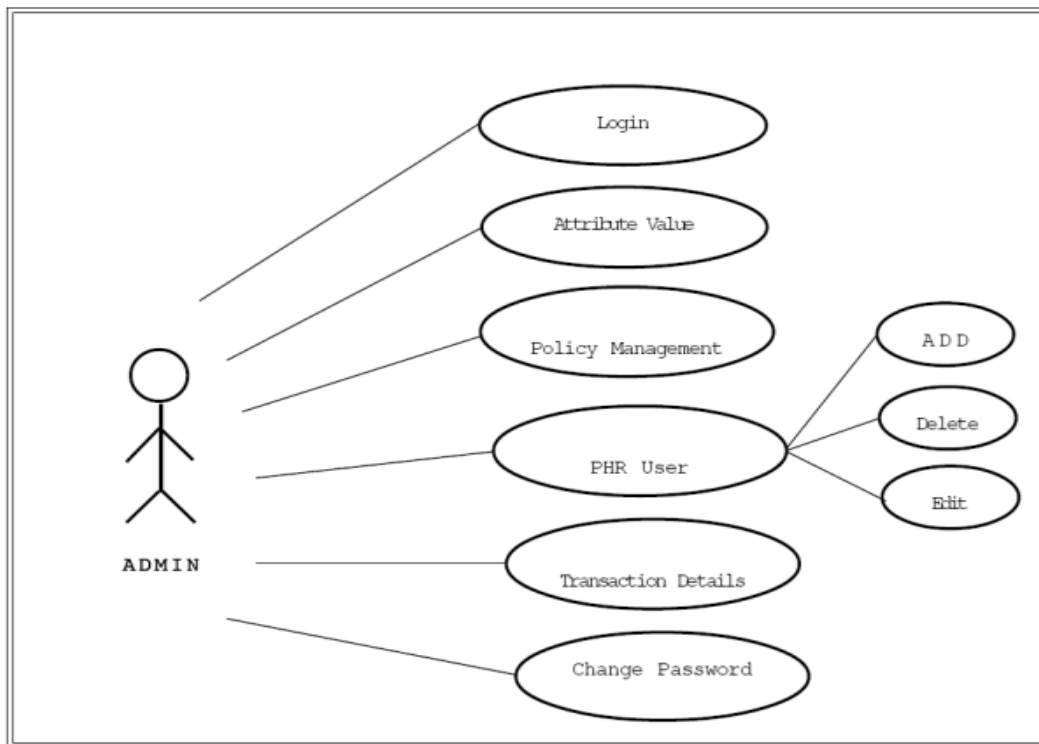 Login
Attribute Value
Policy Management
ADD
Delete
PHR User
Edit
ADMIN
Transaction Details
Change Password